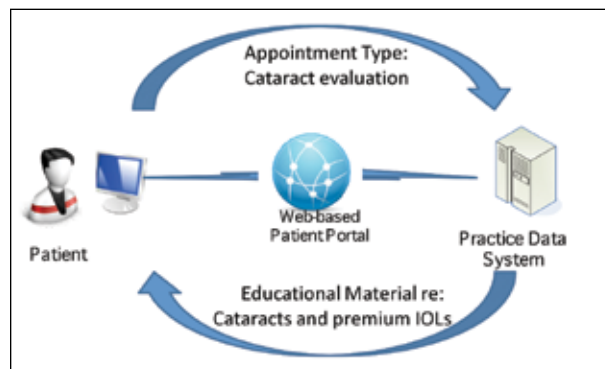 Appointment Type:
Cataract evaluation
Web-based
Patient Portal
Patient
Practice Data
System
Educational Material re:
Cataracts and premium IOLs